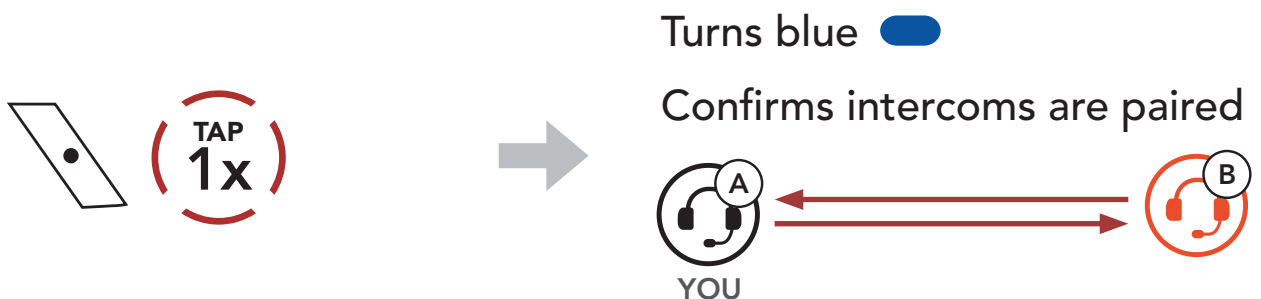 Turns blue
Confirms intercoms are paired
TAP
1x
A
B
YOU